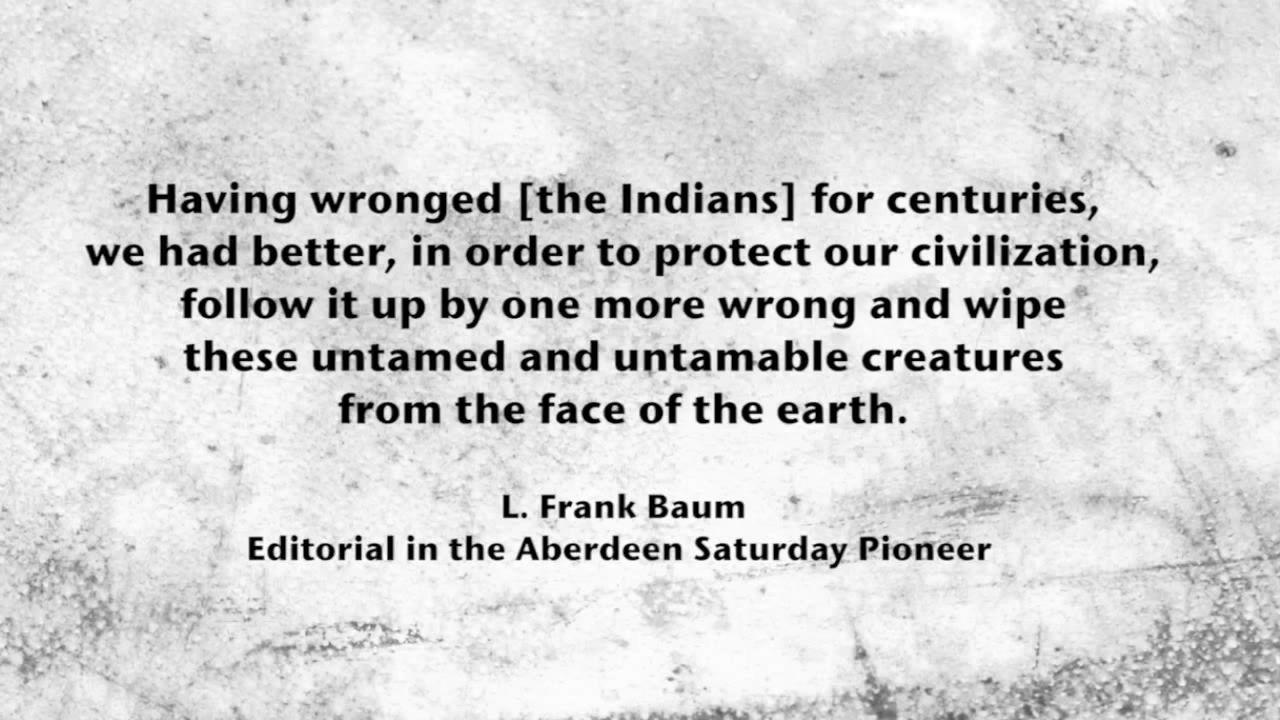 Having wronged [the Indians] for centuries,
we had better, in order to protect our civilization,
follow it up by one more wrong and wipe
these untamed and untamable creatures
from the face of the earth.
L. Frank Baum
Editorial in the Aberdeen Saturday Pioneer